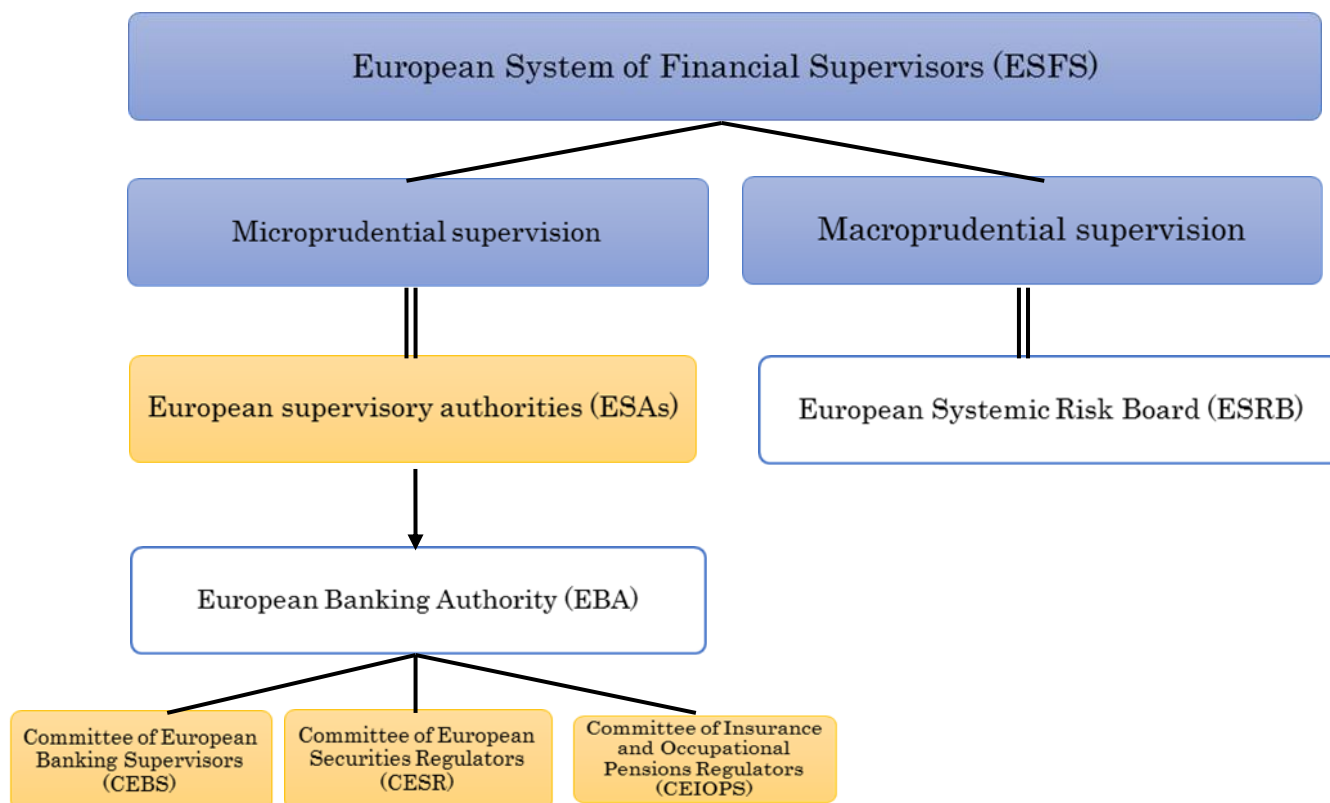 European System of Financial Supervisors (ESFS)
Microprudential supervision
Macroprudential supervision
European supervisory authorities (ESAs)
European Systemic Risk Board (ESRB)
European Banking Authority (EBA)
Committee of European
Banking Supervisors
(CEBS)
Committee of European
Securities Regulators
(CESR)
Committee of Insurance
and Occupational
Pensions Regulators
(CEIOPS)